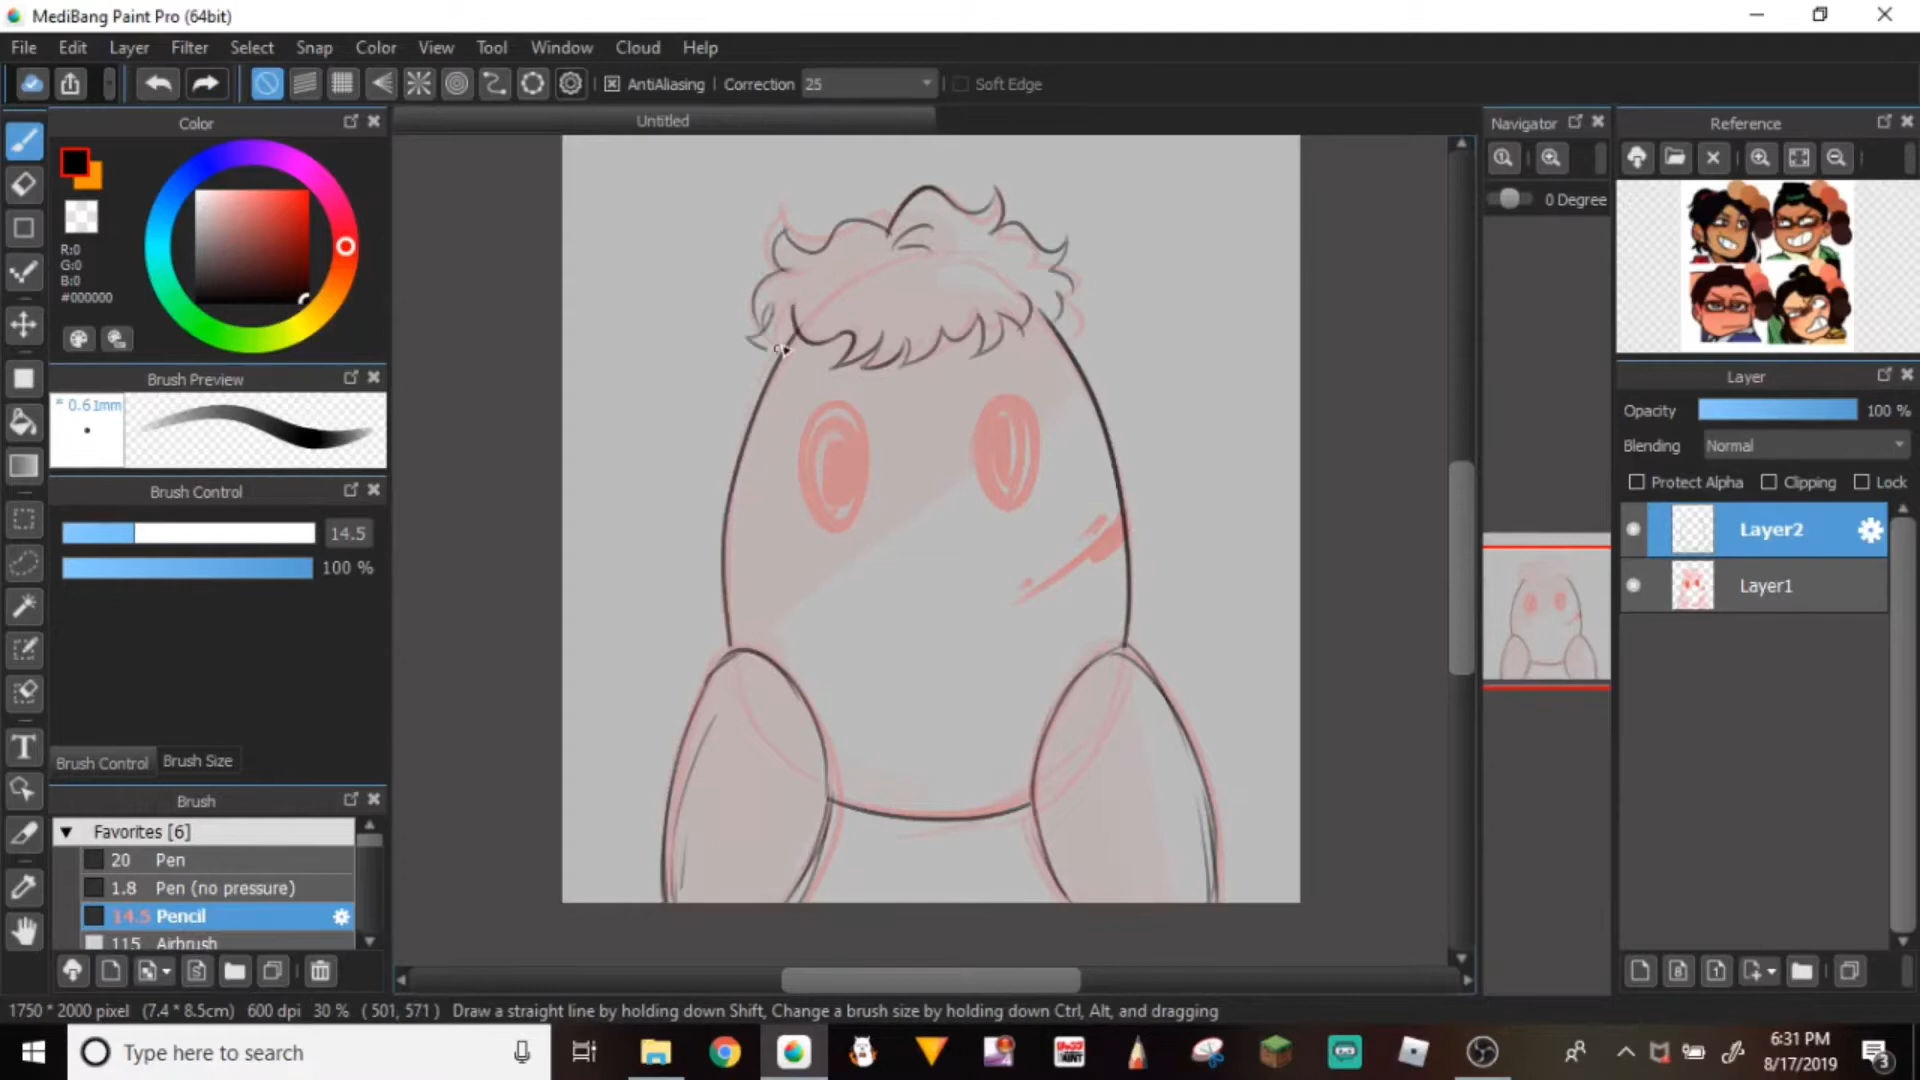 MediBang Paint Pro (64bit)
File Edit Layer Filter Select Snap Color View Tool Window Cloud Help
AntiAliasing Correction 25 Soft Edge
Color
Untitled
Navigator
Reference
R:0
G:0
B:0
#000000
0 Degree
Brush Preview
* 0.61mm
Layer
Opacity 100 %
Blending Normal
Protect Alpha Clipping Lock
Brush Control
14.5
100 %
Layer2
Layer1
Brush Control Brush Size
Brush
Favorites [6]
20 Pen
1.8 Pen (no pressure)
14.5 Pencil
115 Airbrush
1750 * 2000 pixel (7.4 * 8.5cm) 600 dpi 30 % ( 501, 571 ) Draw a straight line by holding down Shift, Change a brush size by holding down Ctrl, Alt, and dragging
Type here to search
6:31 PM
8/17/2019
3